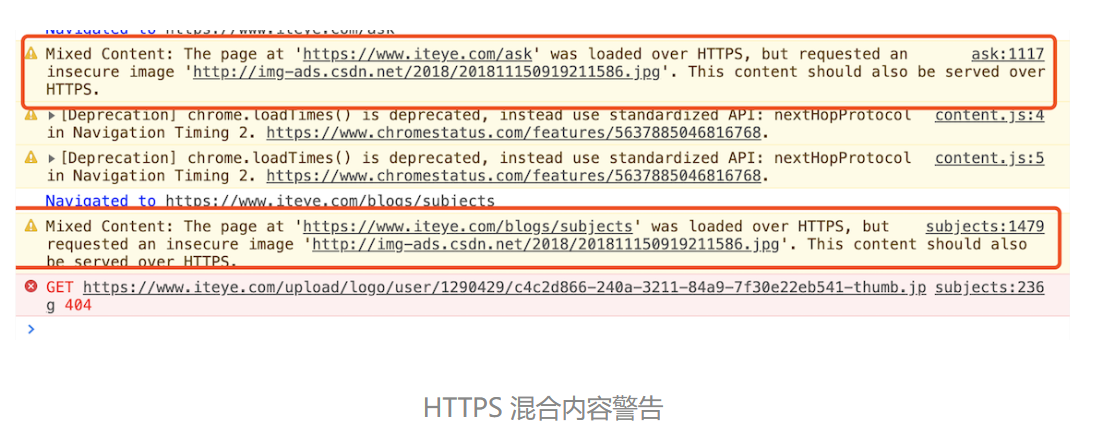 Navigated to https://www.iteye.com/ask
Mixed Content: The page at 'https://www.iteye.com/ask' was loaded over HTTPS, but requested an ask:1117
insecure image 'http://img-ads.csdn.net/2018/201811150919211586.jpg'. This content should also be served over
HTTPS.
[Deprecation] chrome.loadTimes() is deprecated, instead use standardized API: nextHopProtocol content.js:4
in Navigation Timing 2. https://www.chromestatus.com/features/5637885046816768.
[Deprecation] chrome.loadTimes() is deprecated, instead use standardized API: nextHopProtocol content.js:5
in Navigation Timing 2. https://www.chromestatus.com/features/5637885046816768.
Navigated to https://www.iteye.com/blogs/subjects
Mixed Content: The page at 'https://www.iteye.com/blogs/subjects' was loaded over HTTPS, but subjects:1479
requested an insecure image 'http://img-ads.csdn.net/2018/201811150919211586.jpg'. This content should also
be served over HTTPS.
GET https://www.iteye.com/upload/logo/user/1290429/c4c2d866-240a-3211-84a9-7f30e22eb541-thumb.jp subjects:236
g 404
HTTPS 混合内容警告